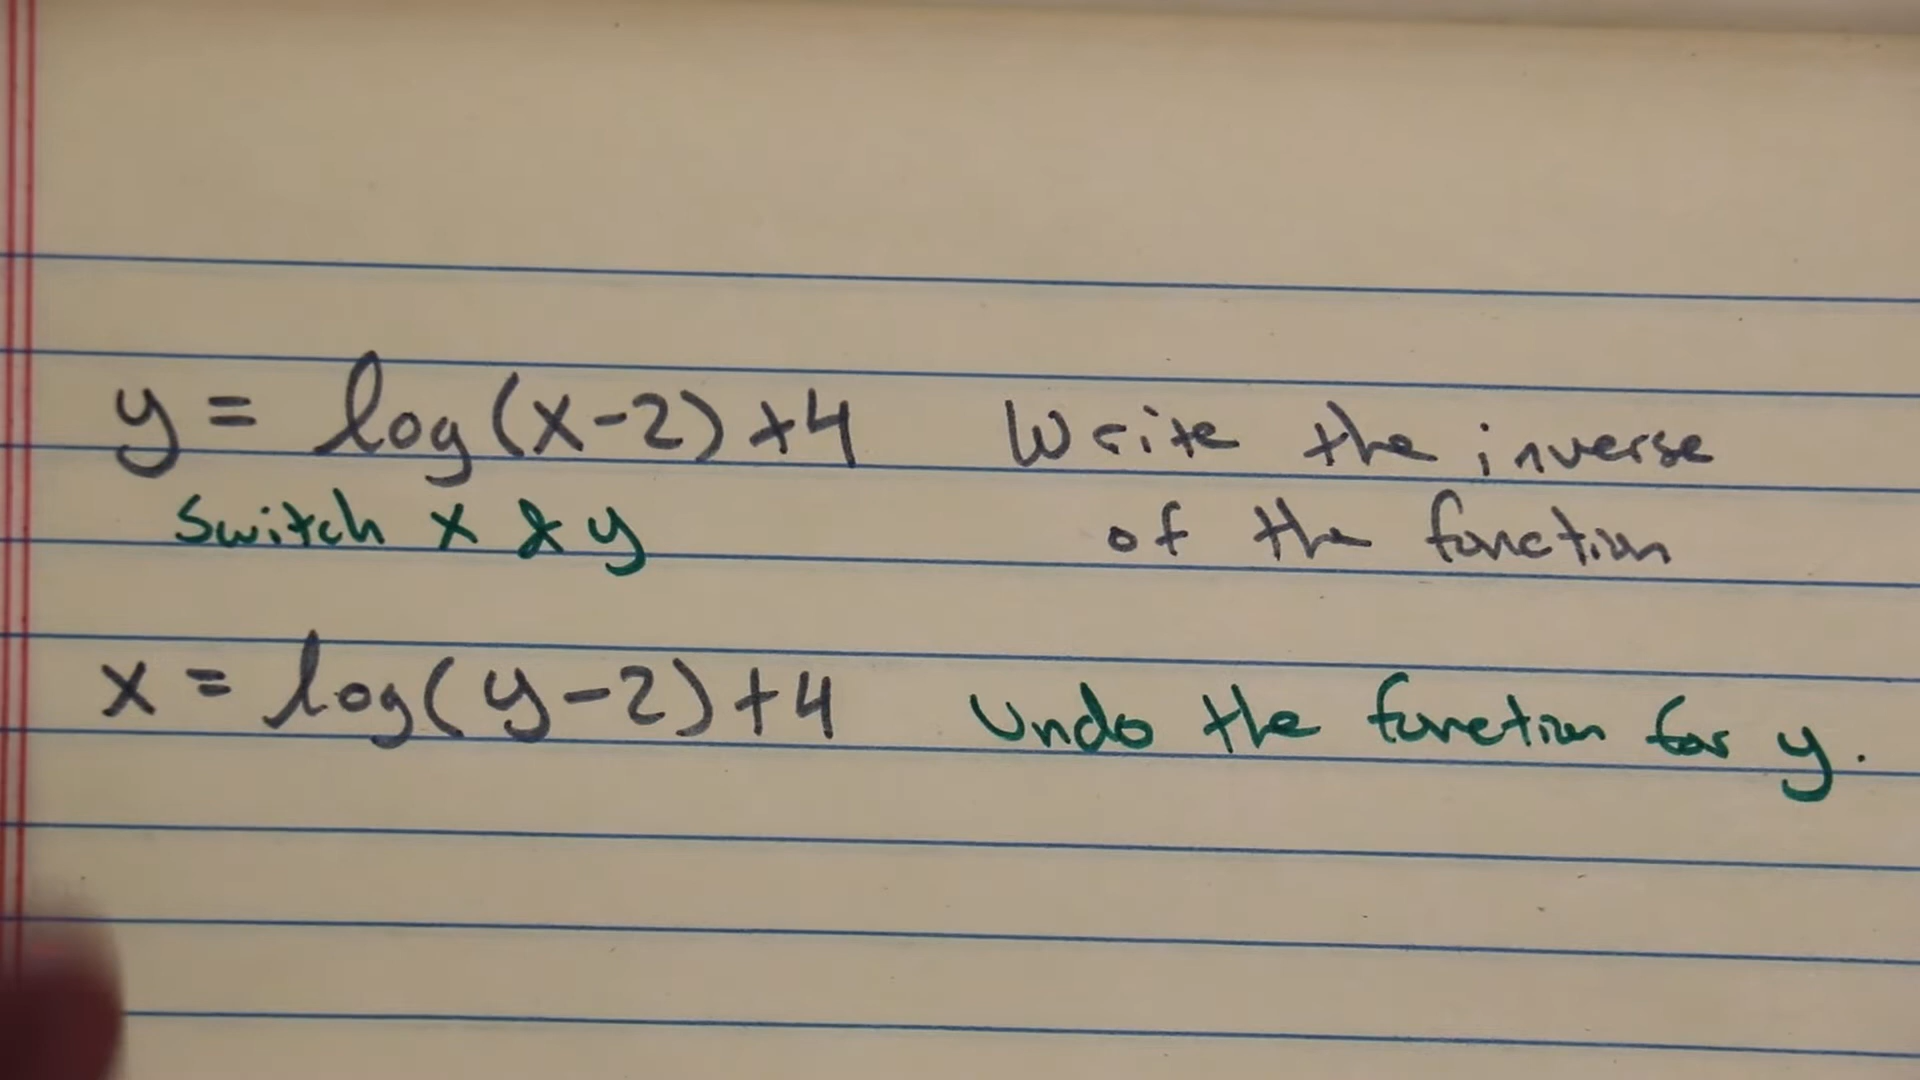 y = log(x-2)+4 Write the inverse
Switch x & y of the function
x = log(y-2)+4 Undo the function for y.